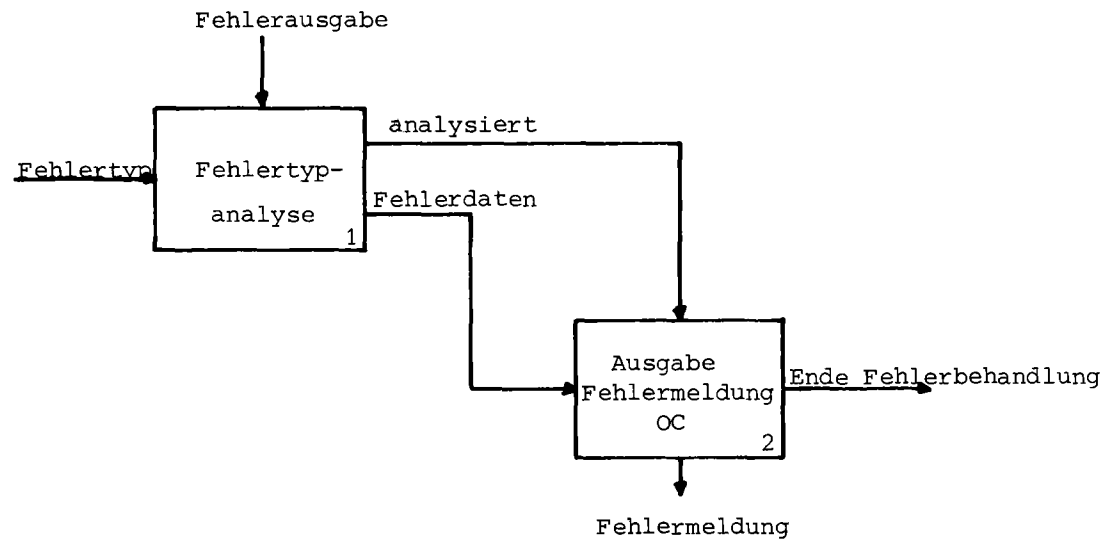 Fehlerausgabe
analysiert
Fehlertyp
Fehlertyp-
analyse
1
Fehlerdaten
Ausgabe
Fehlermeldung
OC
2
Ende Fehlerbehandlung
Fehlermeldung